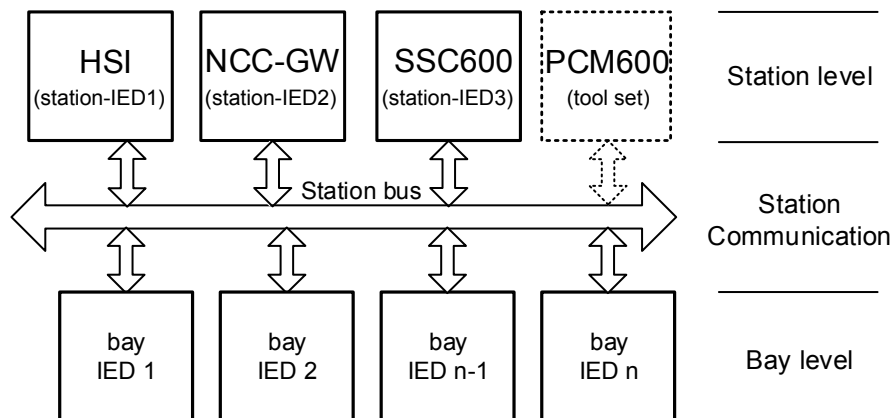 HSI
(station-IED1)
NCC-GW
(station-IED2)
SSC600
(station-IED3)
PCM600
(tool set)
Station level
Station bus
Station
Communication
bay
IED 1
bay
IED 2
bay
IED n-1
bay
IED n
Bay level